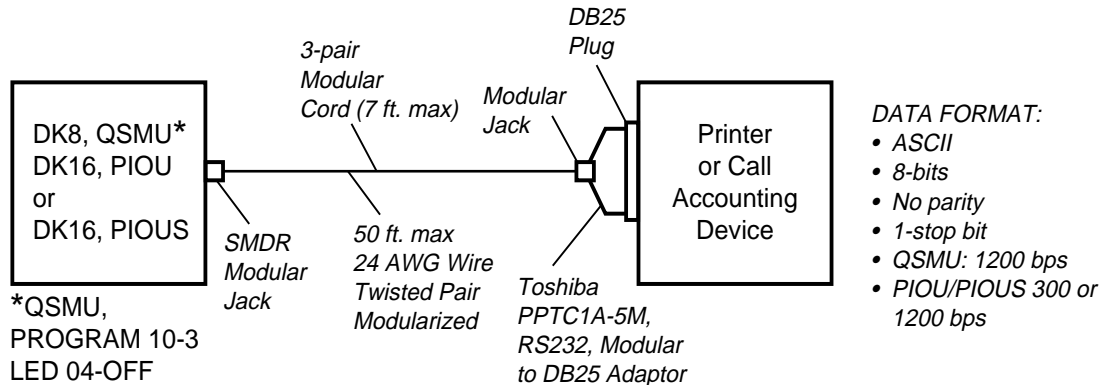 DB25
Plug
3-pair
Modular
Cord (7 ft. max)
Modular
Jack
DK8, QSMU*
DK16, PIOU
or
DK16, PIOUS
Printer
or Call
Accounting
Device
DATA FORMAT:
• ASCII
• 8-bits
• No parity
• 1-stop bit
• QSMU: 1200 bps
• PIOU/PIOUS 300 or
1200 bps
SMDR
Modular
Jack
50 ft. max
24 AWG Wire
Twisted Pair
Modularized
Toshiba
PPTC1A-5M,
RS232, Modular
to DB25 Adaptor
*QSMU,
PROGRAM 10-3
LED 04-OFF